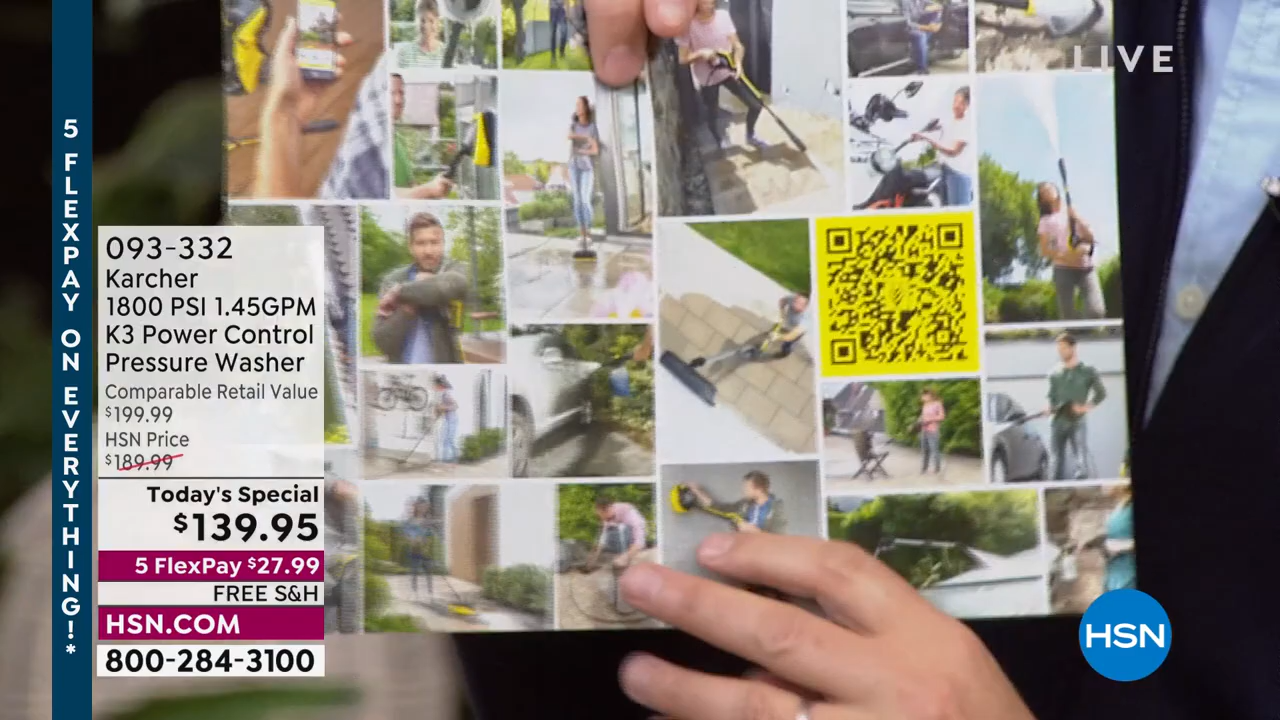 LIVE
5 FLEXPAY ON EVERYTHING!*
093-332
Karcher
1800 PSI 1.45GPM
K3 Power Control
Pressure Washer
Comparable Retail Value
$199.99
HSN Price
$189.99
Today's Special
$139.95
5 FlexPay $27.99
FREE S&H
HSN.COM
800-284-3100
HSN